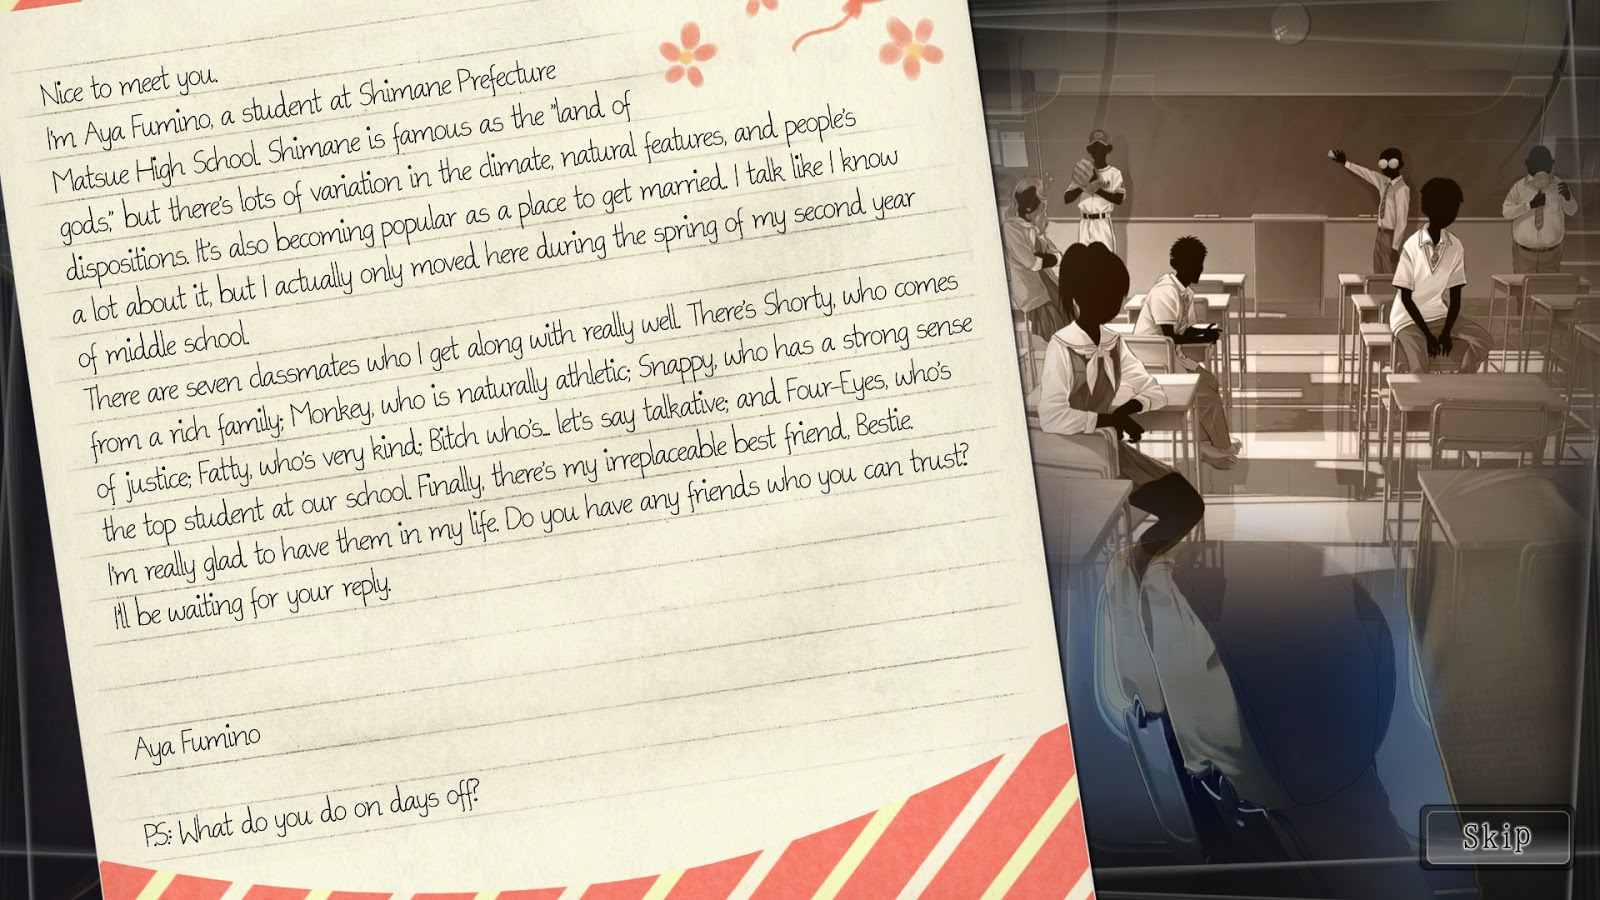 Nice to meet you.
I'm Aya Fumino, a student at Shimane Prefecture
Matsue High School. Shimane is famous as the "land of
gods," but there's lots of variation in the climate, natural features, and people's
dispositions. It's also becoming popular as a place to get married. I talk like I know
a lot about it, but I actually only moved here during the spring of my second year
of middle school.
There are seven classmates who I get along with really well. There's Shorty, who comes
from a rich family; Monkey, who is naturally athletic; Snappy, who has a strong sense
of justice; Fatty, who's very kind; Bitch who's... let's say talkative; and Four-Eyes, who's
the top student at our school. Finally, there's my irreplaceable best friend, Bestie.
I'm really glad to have them in my life. Do you have any friends who you can trust?
I'll be waiting for your reply.
Aya Fumino
P.S.: What do you do on days off?
Skip